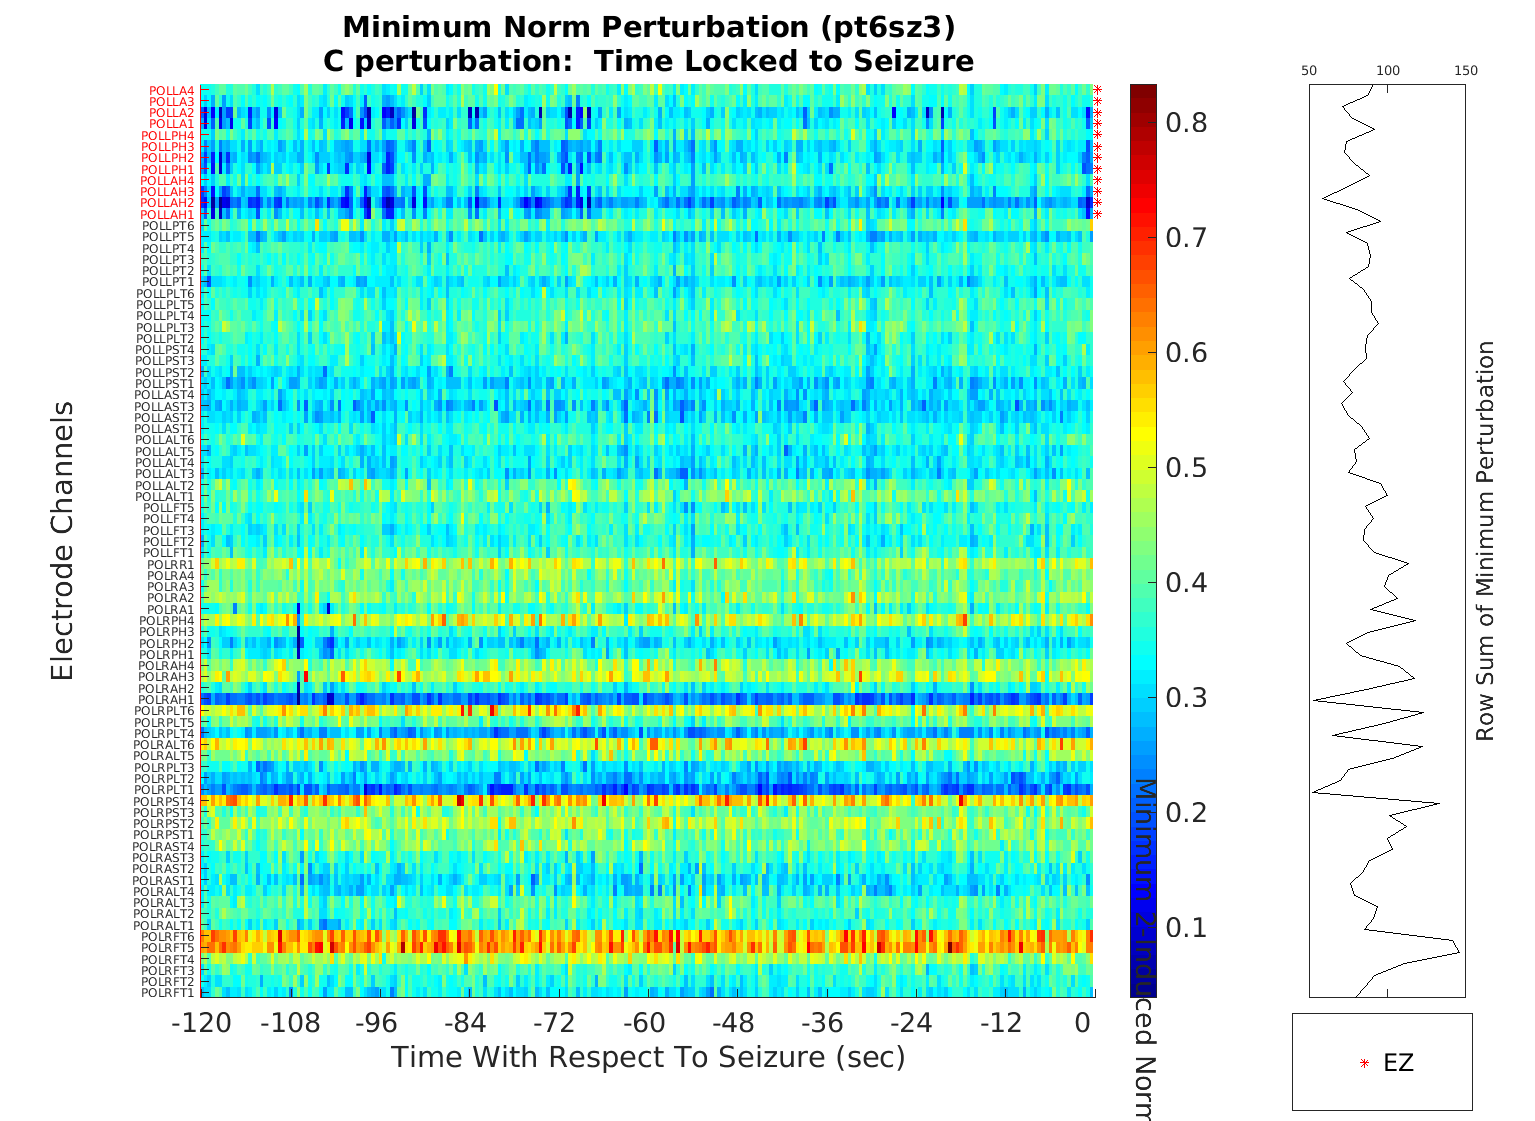 Minimum Norm Perturbation (pt6sz3)
C perturbation: Time Locked to Seizure
Electrode Channels
POLLA4
POLLA3
POLLA2
POLLA1
POLLPH4
POLLPH3
POLLPH2
POLLPH1
POLLAH4
POLLAH3
POLLAH2
POLLAH1
POLLPT6
POLLPT5
POLLPT4
POLLPT3
POLLPT2
POLLPT1
POLLPLT6
POLLPLT5
POLLPLT4
POLLPLT3
POLLPLT2
POLLPST4
POLLPST3
POLLPST2
POLLPST1
POLLAST4
POLLAST3
POLLAST2
POLLAST1
POLLALT6
POLLALT5
POLLALT4
POLLALT3
POLLALT2
POLLALT1
POLLFT5
POLLFT4
POLLFT3
POLLFT2
POLLFT1
POLRR1
POLRA4
POLRA3
POLRA2
POLRA1
POLRPH4
POLRPH3
POLRPH2
POLRPH1
POLRAH4
POLRAH3
POLRAH2
POLRAH1
POLRPLT6
POLRPLT5
POLRPLT4
POLRALT6
POLRALT5
POLRPLT3
POLRPLT2
POLRPLT1
POLRPST4
POLRPST3
POLRPST2
POLRPST1
POLRAST4
POLRAST3
POLRAST2
POLRAST1
POLRALT4
POLRALT3
POLRALT2
POLRALT1
POLRFT6
POLRFT5
POLRFT4
POLRFT3
POLRFT2
POLRFT1
-120 -108 -96 -84 -72 -60 -48 -36 -24 -12 0
Time With Respect To Seizure (sec)
0.8
0.7
0.6
0.5
0.4
0.3
0.2
0.1
Minimum 2-Induced Norm
50 100 150
Row Sum of Minimum Perturbation
EZ